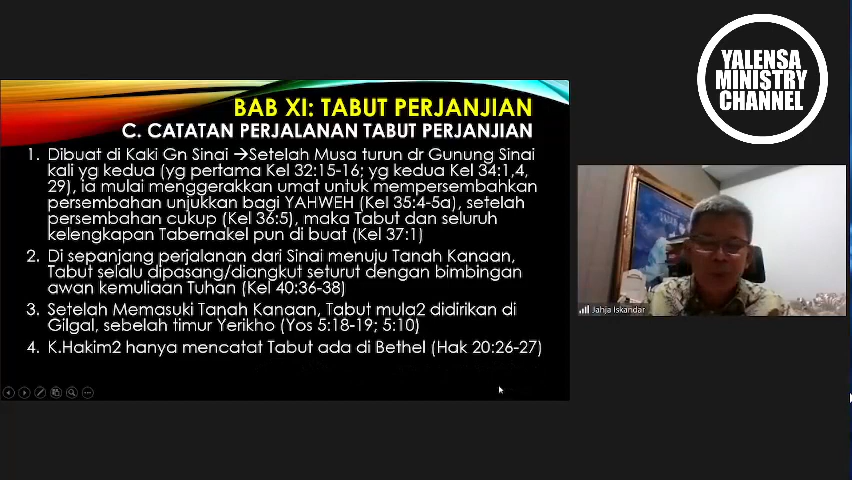 YALENSA
MINISTRY
CHANNEL
BAB XI: TABUT PERJANJIAN
C. CATATAN PERJALANAN TABUT PERJANJIAN
1. Dibuat di Kaki Gn Sinai →Setelah Musa turun dr Gunung Sinai
kali yg kedua (yg pertama Kel 32:15-16; yg kedua Kel 34:1,4,
29), ia mulai menggerakkan umat untuk mempersembahkan
persembahan unjukkan bagi YAHWEH (Kel 35:4-5a), setelah
persembahan cukup (Kel 36:5), maka Tabut dan seluruh
kelengkapan Tabernakel pun di buat (Kel 37:1)
2. Di sepanjang perjalanan dari Sinai menuju Tanah Kanaan,
Tabut selalu dipasang/diangkut seturut dengan bimbingan
awan kemuliaan Tuhan (Kel 40:36-38)
3. Setelah Memasuki Tanah Kanaan, Tabut mula2 didirikan di
Gilgal, sebelah timur Yerikho (Yos 5:18-19; 5:10)
4. K.Hakim2 hanya mencatat Tabut ada di Bethel (Hak 20:26-27)
Jahja Iskandar